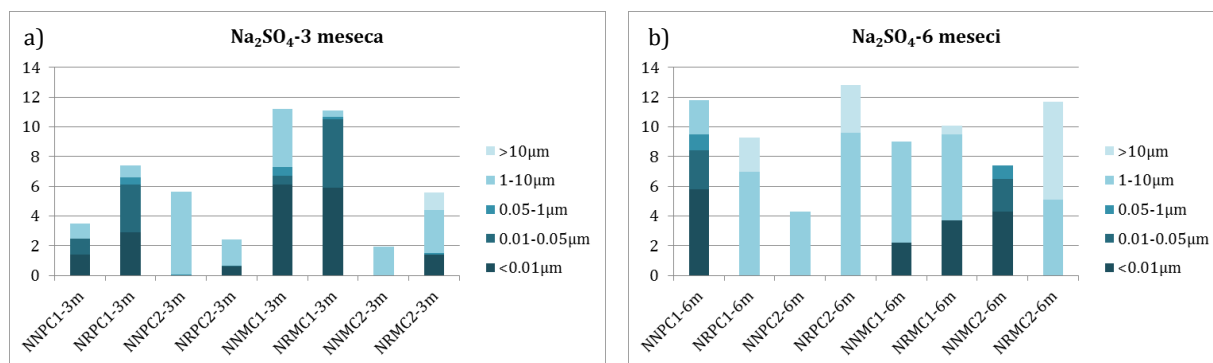 a)
Na₂SO₄-3 meseca
14
12
10
8
6
4
2
0
NNPC1-3m
NRPC1-3m
NNPC2-3m
NRPC2-3m
NNMC1-3m
NRMC1-3m
NNMC2-3m
NRMC2-3m
>10μm
1-10μm
0.05-1μm
0.01-0.05μm
<0.01μm
b)
Na₂SO₄-6 meseci
14
12
10
8
6
4
2
0
NNPC1-6m
NRPC1-6m
NNPC2-6m
NRPC2-6m
NNMC1-6m
NRMC1-6m
NNMC2-6m
NRMC2-6m
>10μm
1-10μm
0.05-1μm
0.01-0.05μm
<0.01μm